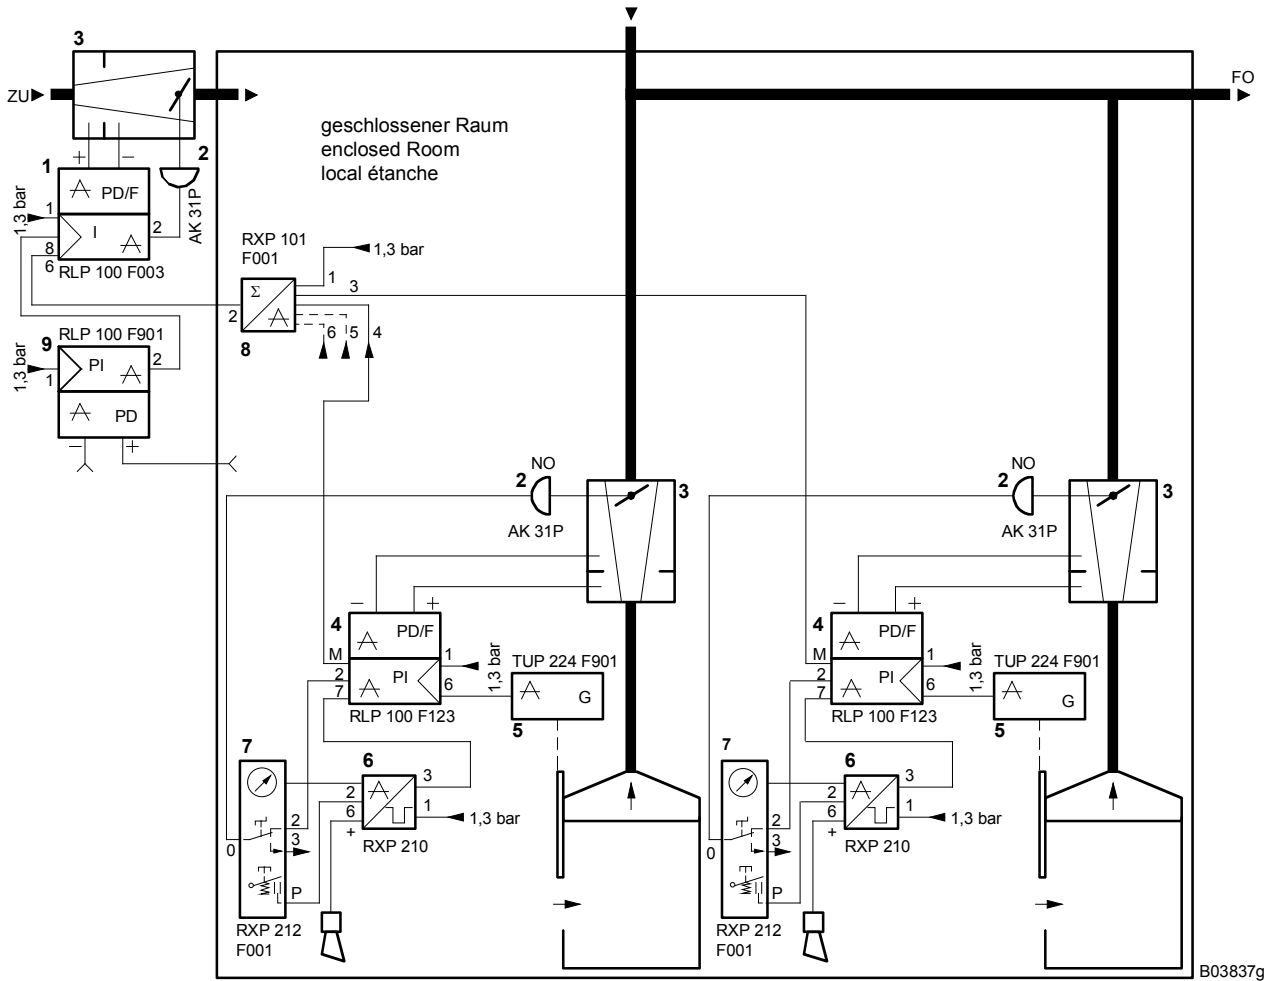 3
ZU
FO
geschlossener Raum
enclosed Room
local étanche
+ −
2
1
PD/F
1,3 bar
1
I
2
AK 31P
8
6
RLP 100 F003
RXP 101
F001
1,3 bar
1
3
Σ
2
6 5 4
8
RLP 100 F901
9
PI
2
1,3 bar
1
PD
− +
NO
2
3
AK 31P
− +
4
PD/F
M
1
2
PI
6
7
1,3 bar
RLP 100 F123
TUP 224 F901
G
5
7
6
3
2
1
6
+
1,3 bar
RXP 210
2
3
0
P
RXP 212
F001
NO
2
3
AK 31P
− +
4
PD/F
M
1
2
PI
6
7
1,3 bar
RLP 100 F123
TUP 224 F901
G
5
7
6
3
2
1
6
+
1,3 bar
RXP 210
2
3
0
P
RXP 212
F001
B03837g